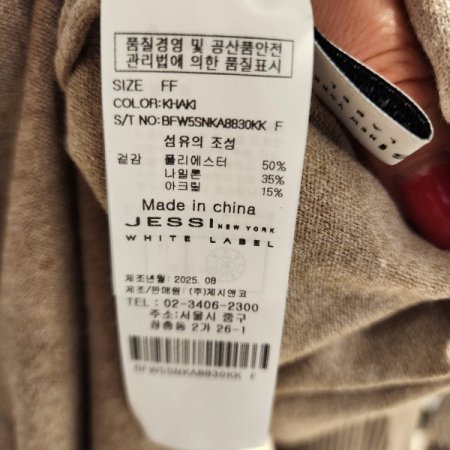 품질경영 및 공산품안전
관리법에 의한 품질표시
SIZE FF
COLOR:KHAKI
S/T NO:BFW5SNKA8830KK F
섬유의 조성
겉감 폴리에스터 50%
나일론 35%
아크릴 15%
Made in china
JESSI NEW YORK
WHITE LABEL
제조년월: 2025. 08
제조/판매원: (주)제시앤코
TEL : 02-3406-2300
주소:서울시 중구
장충동 2가 26-1
BFW5SNKA8830KK F